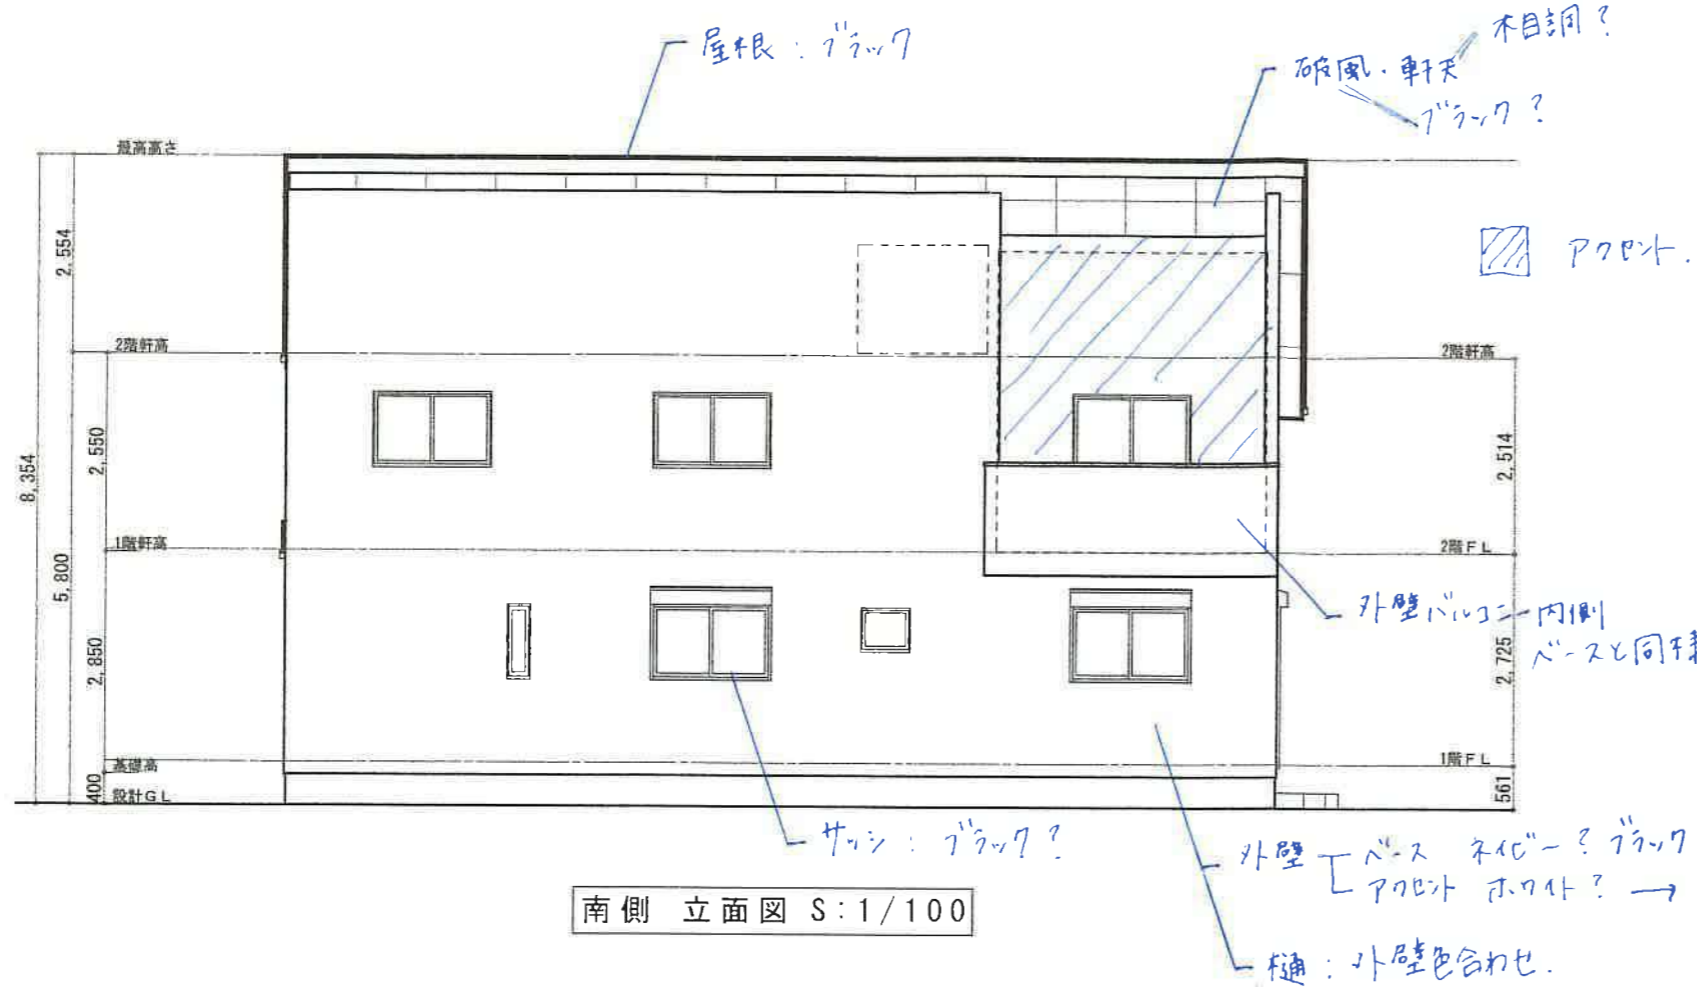 屋根：ブラック
木目調？
破風・軒天
ブラック？
最高高さ
アクセント.
2,554
2階軒高
2階軒高
2,550
8,354
2,514
1階軒高
2階ＦＬ
5,800
外壁バルコニー内側
ベースと同様
2,850
2,725
基礎高
1階ＦＬ
400
設計ＧＬ
561
サッシ：ブラック？
外壁 ベース ネイビー？ブラック
アクセント ホワイト？→
南側 立面図 S:1/100
樋：外壁色合わせ.